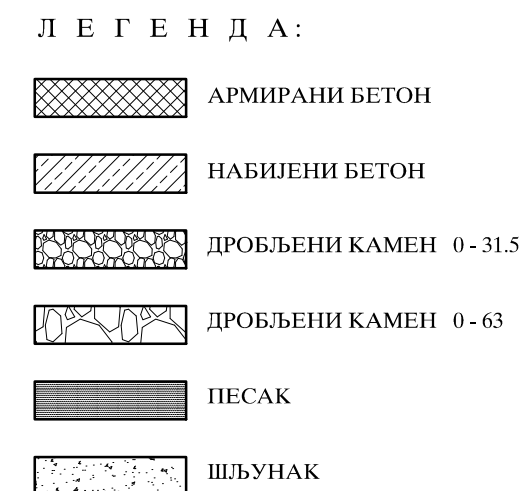 Л Е Г Е Н Д А:
АРМИРАНИ БЕТОН
НАБИЈЕНИ БЕТОН
ДРОБЉЕНИ КАМЕН 0 - 31.5
ДРОБЉЕНИ КАМЕН 0 - 63
ПЕСАК
ШЉУНАК